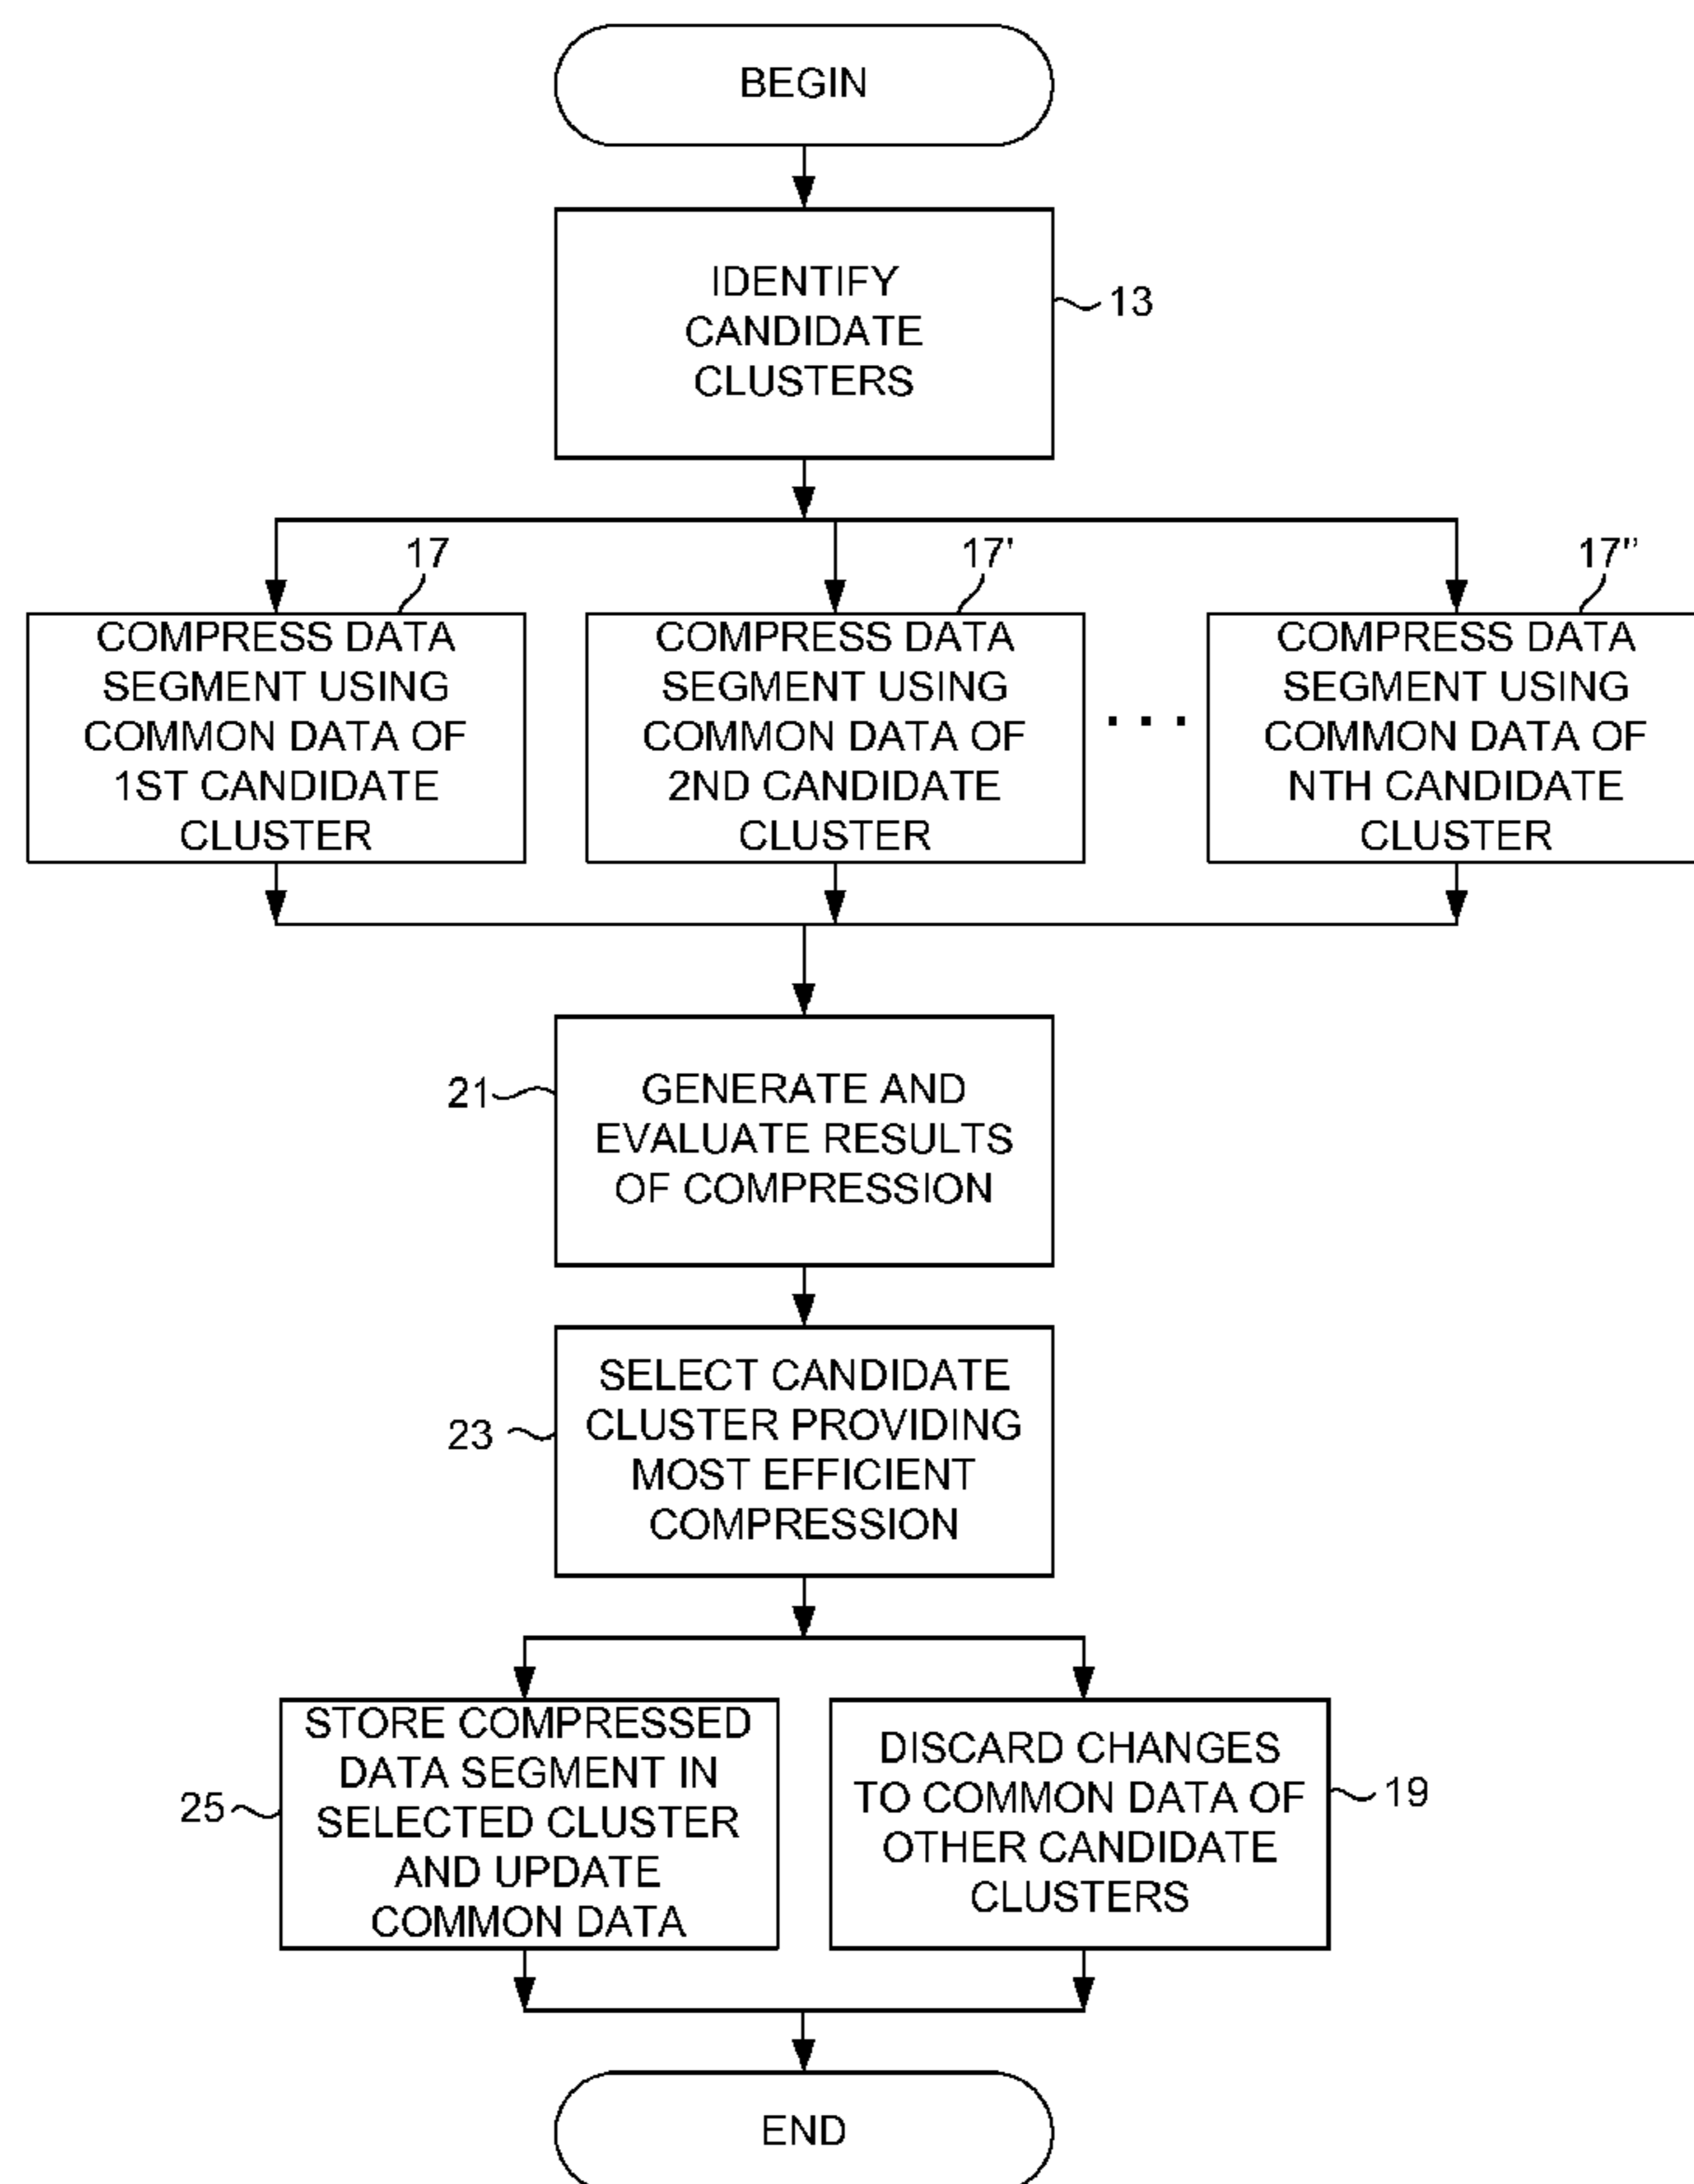 BEGIN
IDENTIFY
CANDIDATE
CLUSTERS
13
17
17'
17"
COMPRESS DATA
SEGMENT USING
COMMON DATA OF
1ST CANDIDATE
CLUSTER
COMPRESS DATA
SEGMENT USING
COMMON DATA OF
2ND CANDIDATE
CLUSTER
. . .
COMPRESS DATA
SEGMENT USING
COMMON DATA OF
NTH CANDIDATE
CLUSTER
21
GENERATE AND
EVALUATE RESULTS
OF COMPRESSION
23
SELECT CANDIDATE
CLUSTER PROVIDING
MOST EFFICIENT
COMPRESSION
25
STORE COMPRESSED
DATA SEGMENT IN
SELECTED CLUSTER
AND UPDATE
COMMON DATA
DISCARD CHANGES
TO COMMON DATA OF
OTHER CANDIDATE
CLUSTERS
19
END